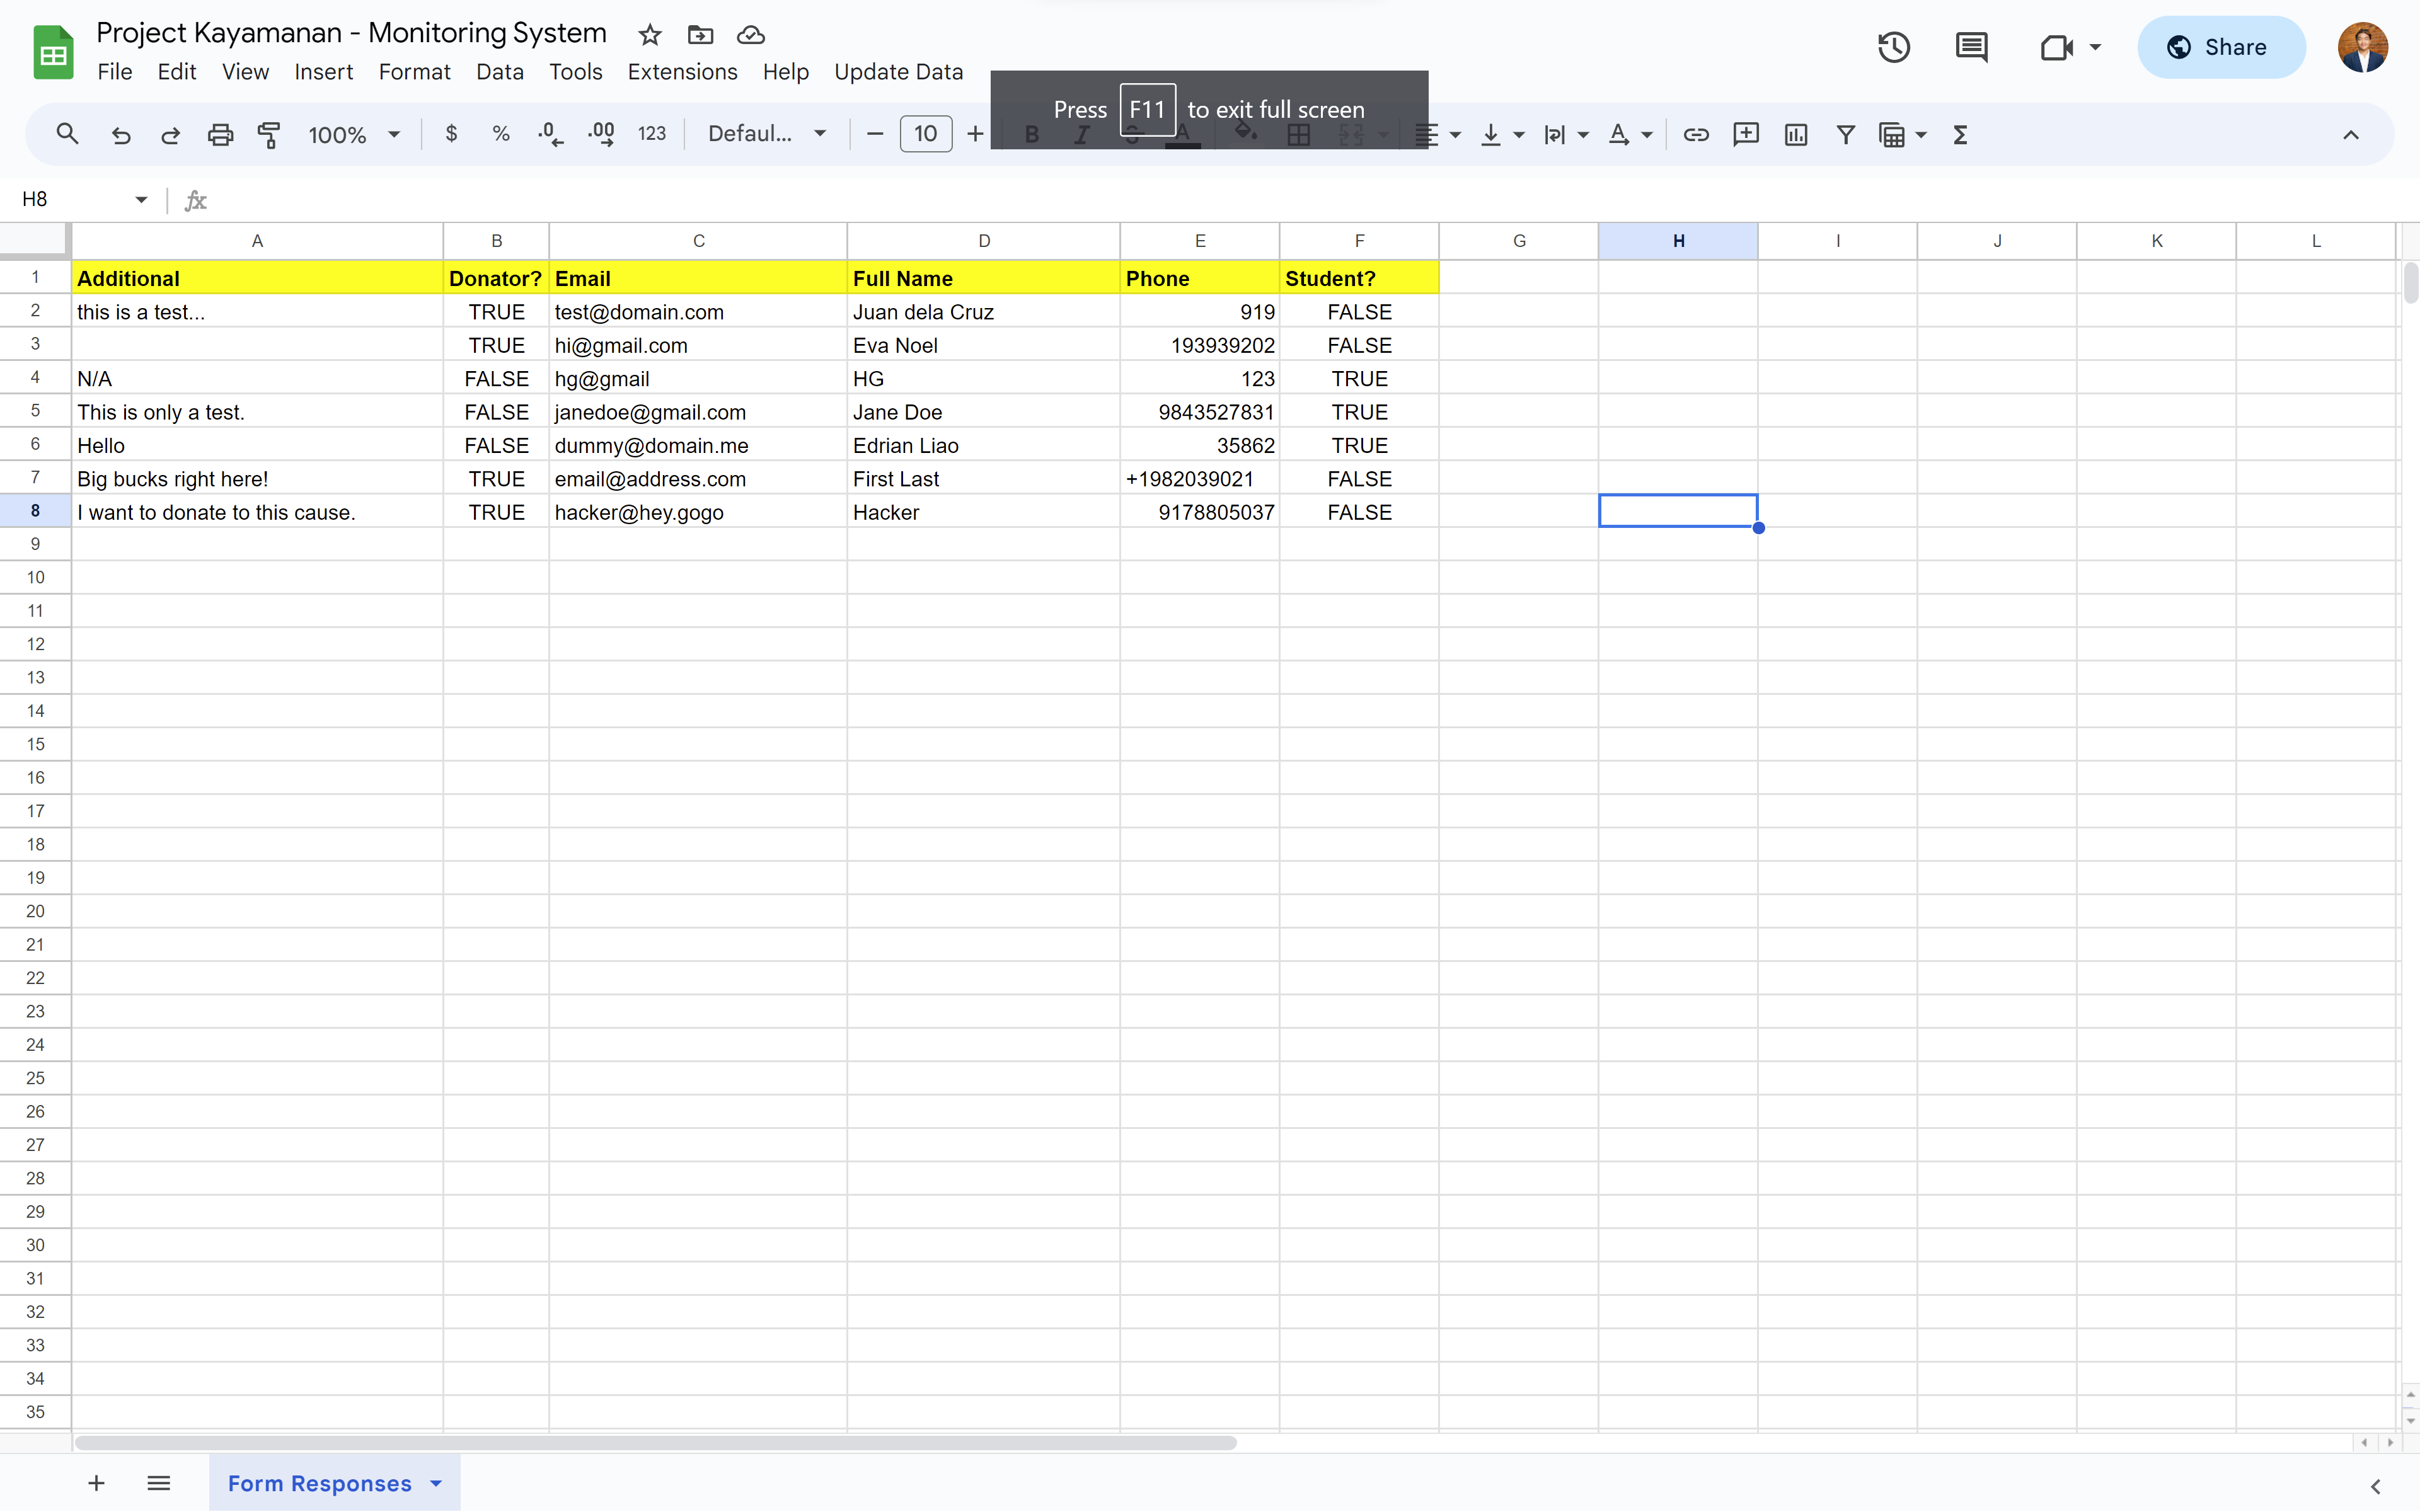 Project Kayamanan - Monitoring System
File Edit View Insert Format Data Tools Extensions Help Update Data
Share
Press F11 to exit full screen
100% $ % .0 .00 123 Defaul... 10 B I S A A Σ
H8 fx
A B C D E F G H I J K L
1 Additional Donator? Email Full Name Phone Student?
2 this is a test... TRUE test@domain.com Juan dela Cruz 919 FALSE
3 TRUE hi@gmail.com Eva Noel 193939202 FALSE
4 N/A FALSE hg@gmail HG 123 TRUE
5 This is only a test. FALSE janedoe@gmail.com Jane Doe 9843527831 TRUE
6 Hello FALSE dummy@domain.me Edrian Liao 35862 TRUE
7 Big bucks right here! TRUE email@address.com First Last +1982039021 FALSE
8 I want to donate to this cause. TRUE hacker@hey.gogo Hacker 9178805037 FALSE
9
10
11
12
13
14
15
16
17
18
19
20
21
22
23
24
25
26
27
28
29
30
31
32
33
34
35
Form Responses